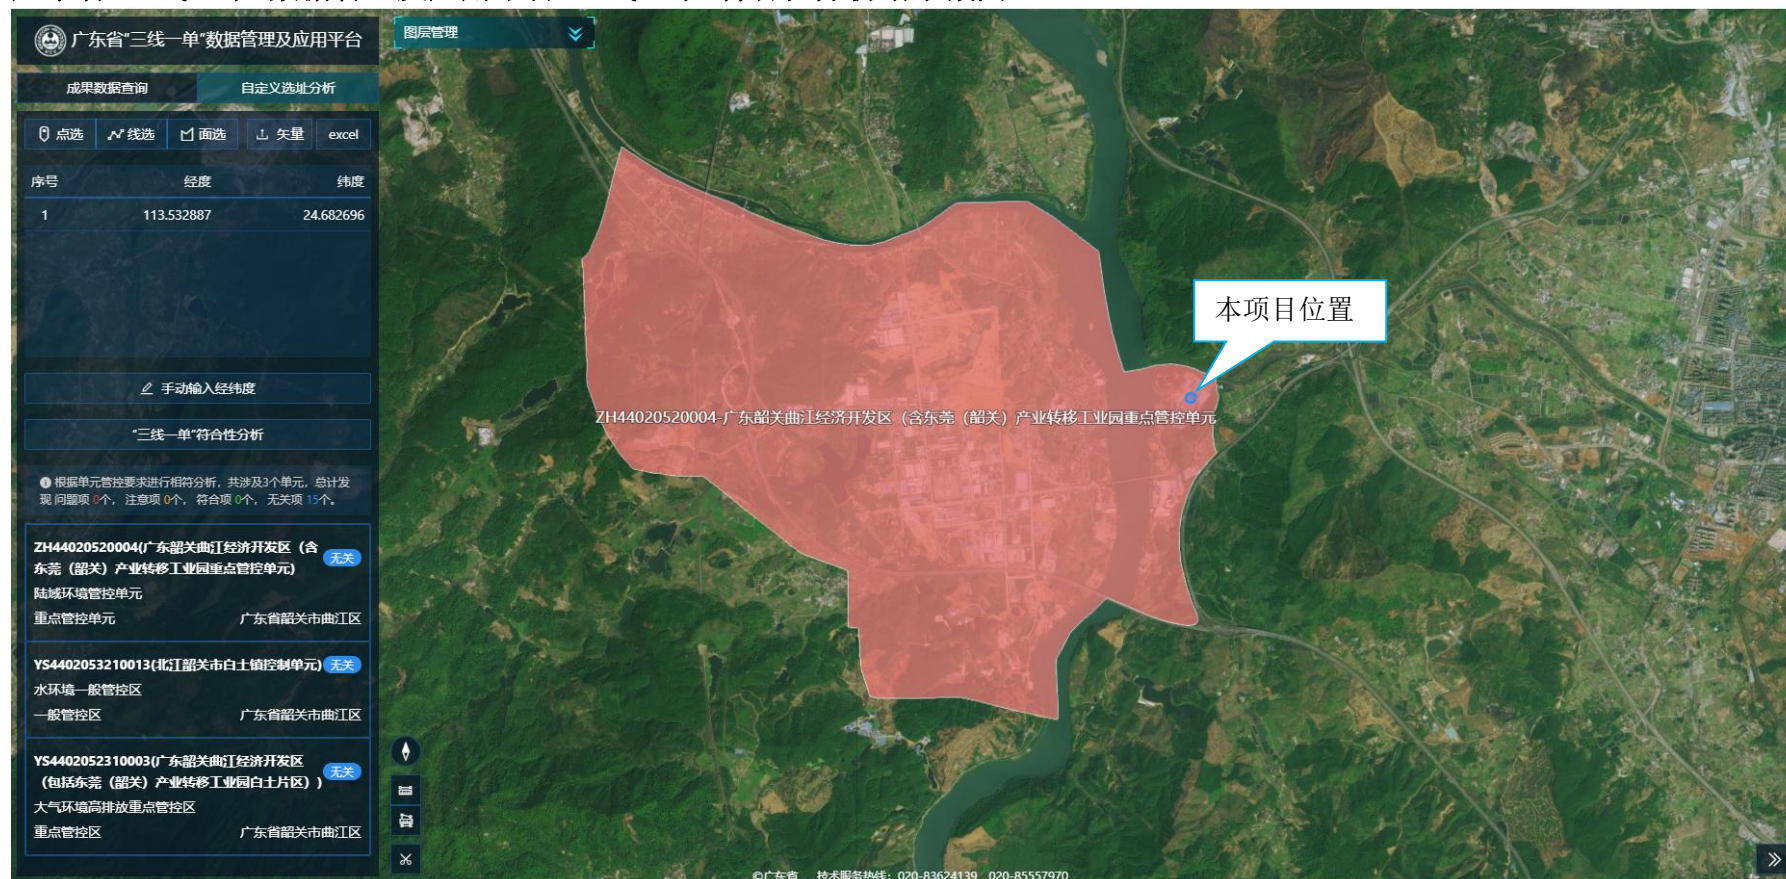 广东省“三线一单”数据管理及应用平台
图层管理
成果数据查询
自定义选址分析
点选
线选
面选
矢量
excel
序号 经度 纬度
1 113.532887 24.682696
手动输入经纬度
“三线一单”符合性分析
根据单元管控要求进行相符分析，共涉及3个单元，总计发
现 问题项 0个， 注意项 0个， 符合项 0个， 无关项 15个。
ZH44020520004(广东韶关曲江经济开发区（含
东莞（韶关）产业转移工业园重点管控单元)
无关
陆域环境管控单元
重点管控单元 广东省韶关市曲江区
YS4402053210013(北江韶关市白土镇控制单元)
无关
水环境一般管控区
一般管控区 广东省韶关市曲江区
YS4402052310003(广东韶关曲江经济开发区
（包括东莞（韶关）产业转移工业园白土片区）)
无关
大气环境高排放重点管控区
重点管控区 广东省韶关市曲江区
本项目位置
ZH44020520004-广东韶关曲江经济开发区（含东莞（韶关）产业转移工业园重点管控单元
©广东省 技术服务热线：020-83624139 020-85557970